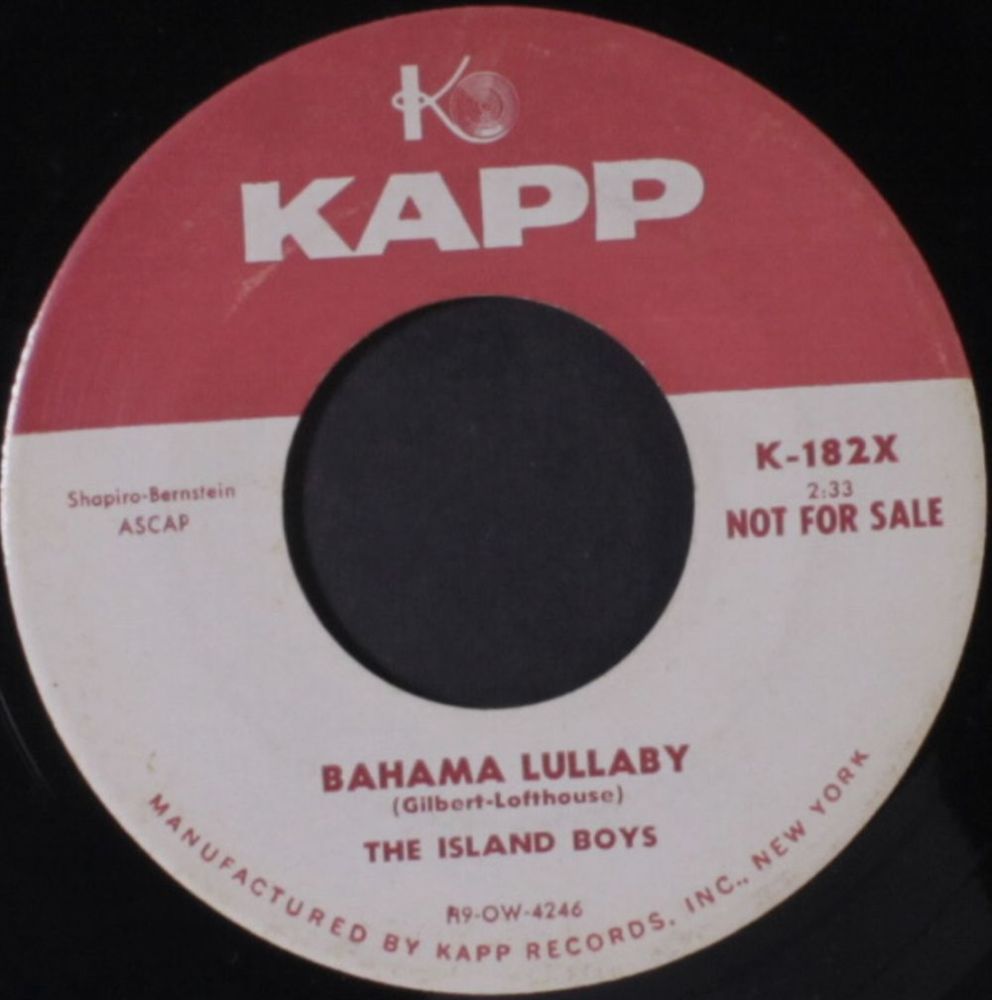 K
KAPP
Shapiro-Bernstein
ASCAP
K-182X
2:33
NOT FOR SALE
BAHAMA LULLABY
(Gilbert-Lofthouse)
THE ISLAND BOYS
R9-OW-4246
MANUFACTURED BY KAPP RECORDS, INC., NEW YORK